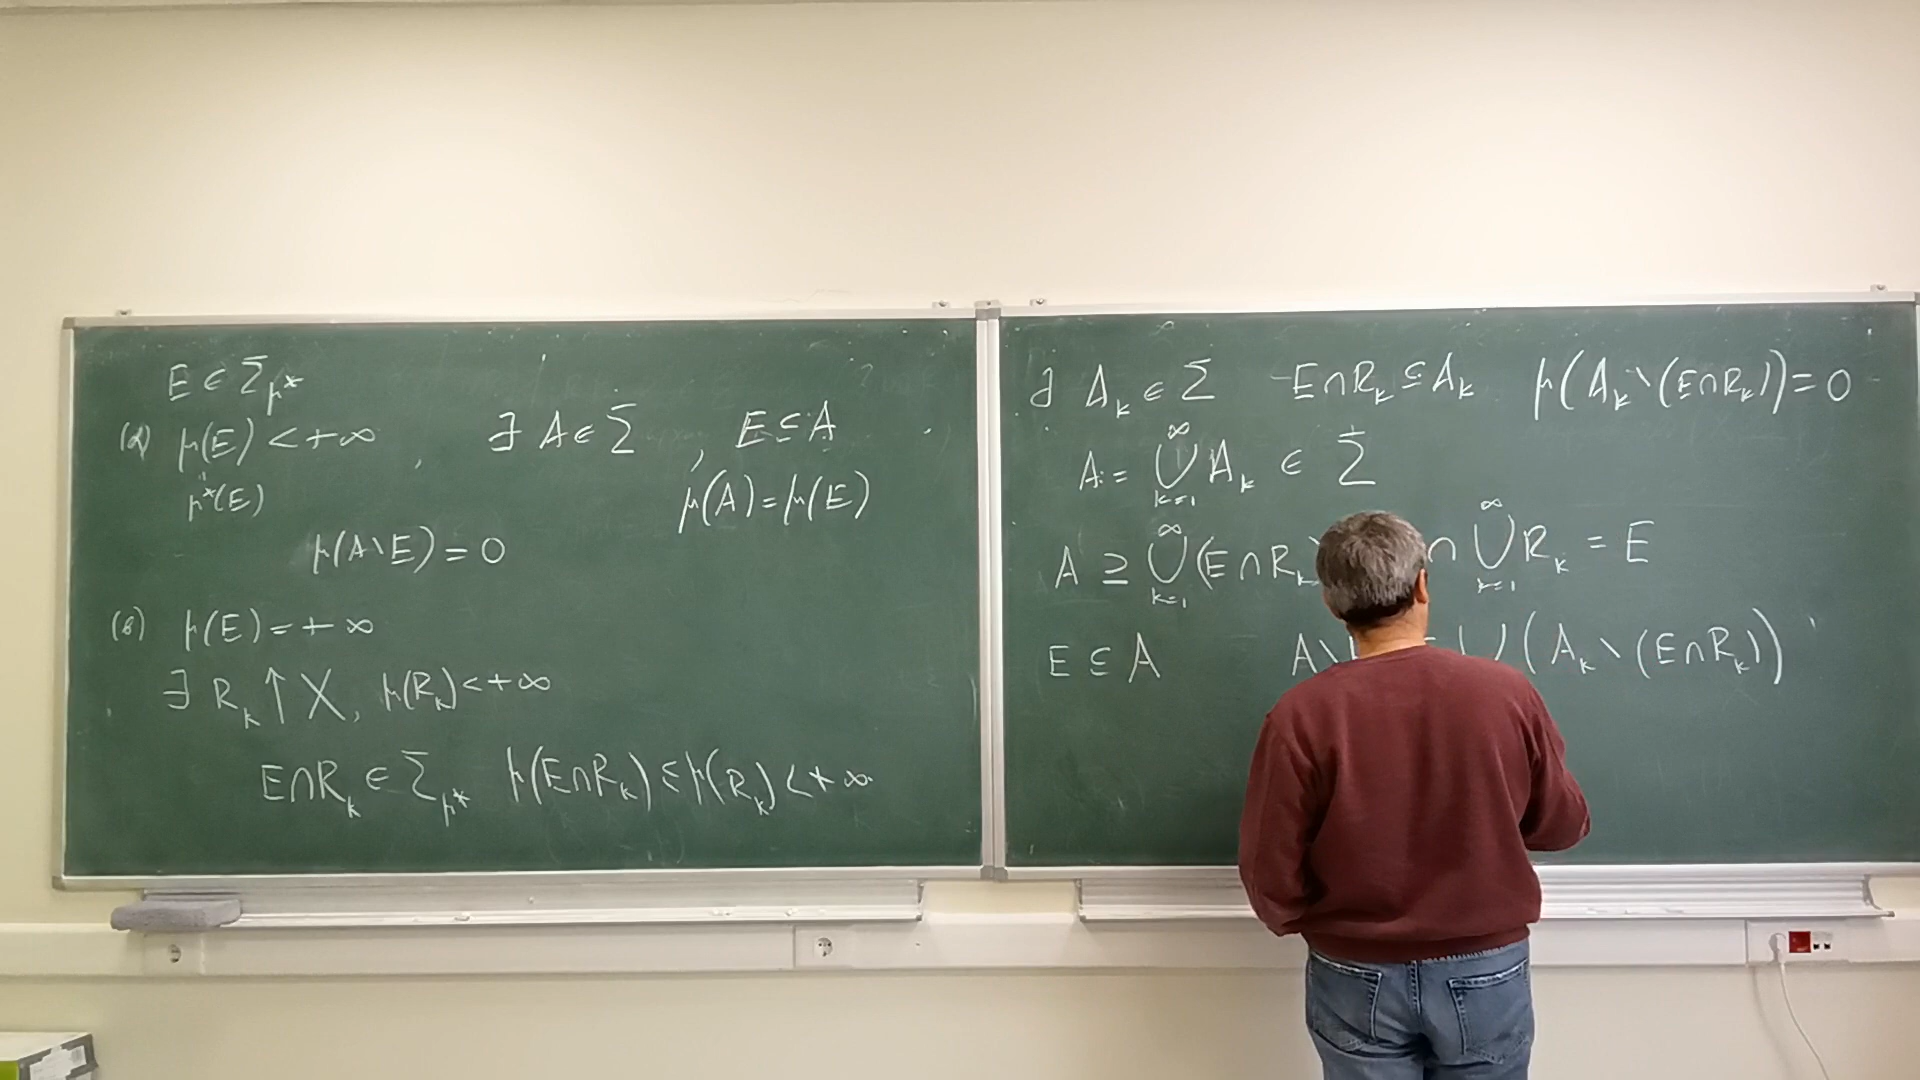 E ∈ Σ_μ*
(α) μ(E) < +∞ , ∃ A ∈ Σ , E ⊆ A
μ*(E) μ(A) = μ(E)
μ(A \ E) = 0
(β) μ(E) = +∞
∃ R_k ↑ X, μ(R_k) < +∞
E ∩ R_k ∈ Σ_μ* μ(E ∩ R_k) ≤ μ(R_k) < +∞
∃ A_k ∈ Σ E ∩ R_k ⊆ A_k μ(A_k \ (E ∩ R_k)) = 0
A := ⋃_{k=1}^∞ A_k ∈ Σ
A ⊇ ⋃_{k=1}^∞ (E ∩ R_k ∩ ⋃_{k=1}^∞ R_k = E
E ⊆ A A \ ⋃ (A_k \ (E ∩ R_k))